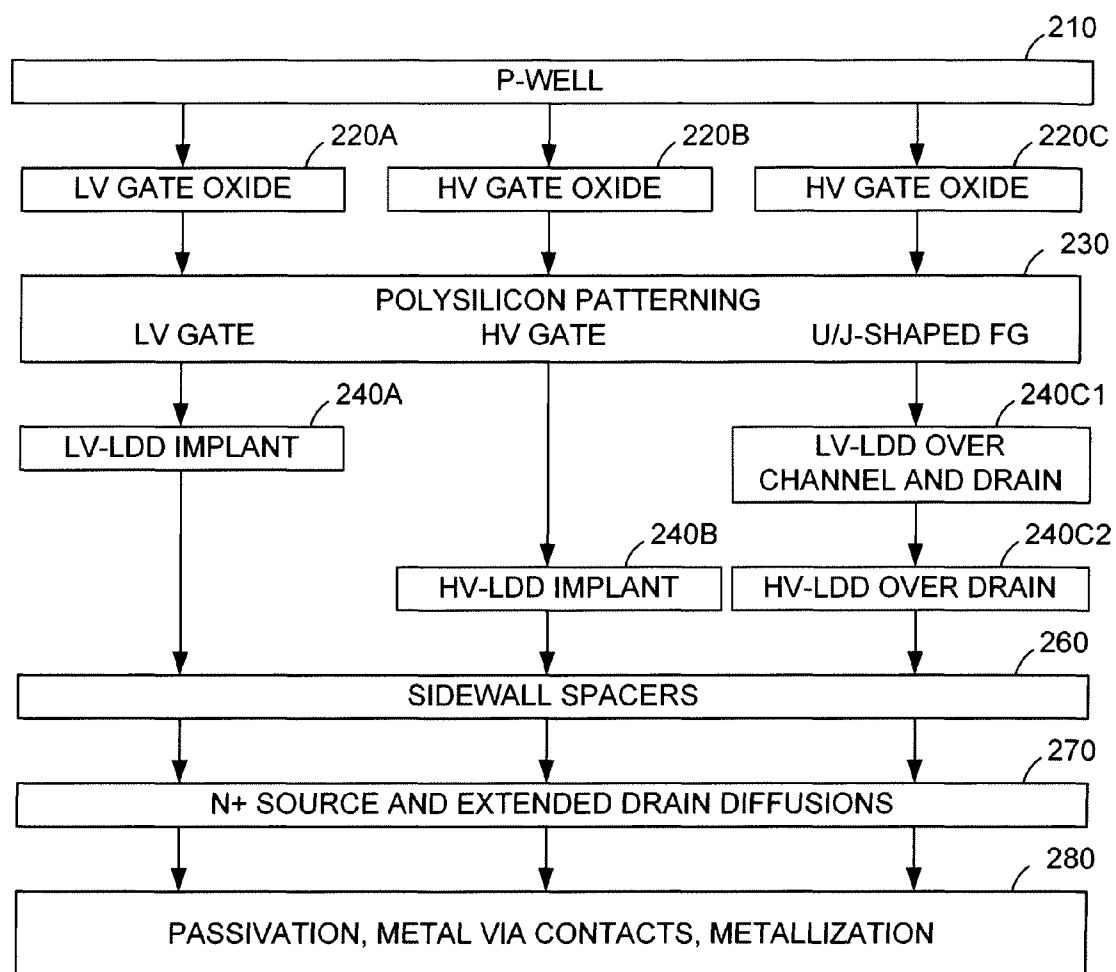 210
P-WELL
220A
220B
220C
LV GATE OXIDE
HV GATE OXIDE
HV GATE OXIDE
230
POLYSILICON PATTERNING
LV GATE
HV GATE
U/J-SHAPED FG
240A
240C1
LV-LDD IMPLANT
LV-LDD OVER
CHANNEL AND DRAIN
240B
240C2
HV-LDD IMPLANT
HV-LDD OVER DRAIN
260
SIDEWALL SPACERS
270
N+ SOURCE AND EXTENDED DRAIN DIFFUSIONS
280
PASSIVATION, METAL VIA CONTACTS, METALLIZATION